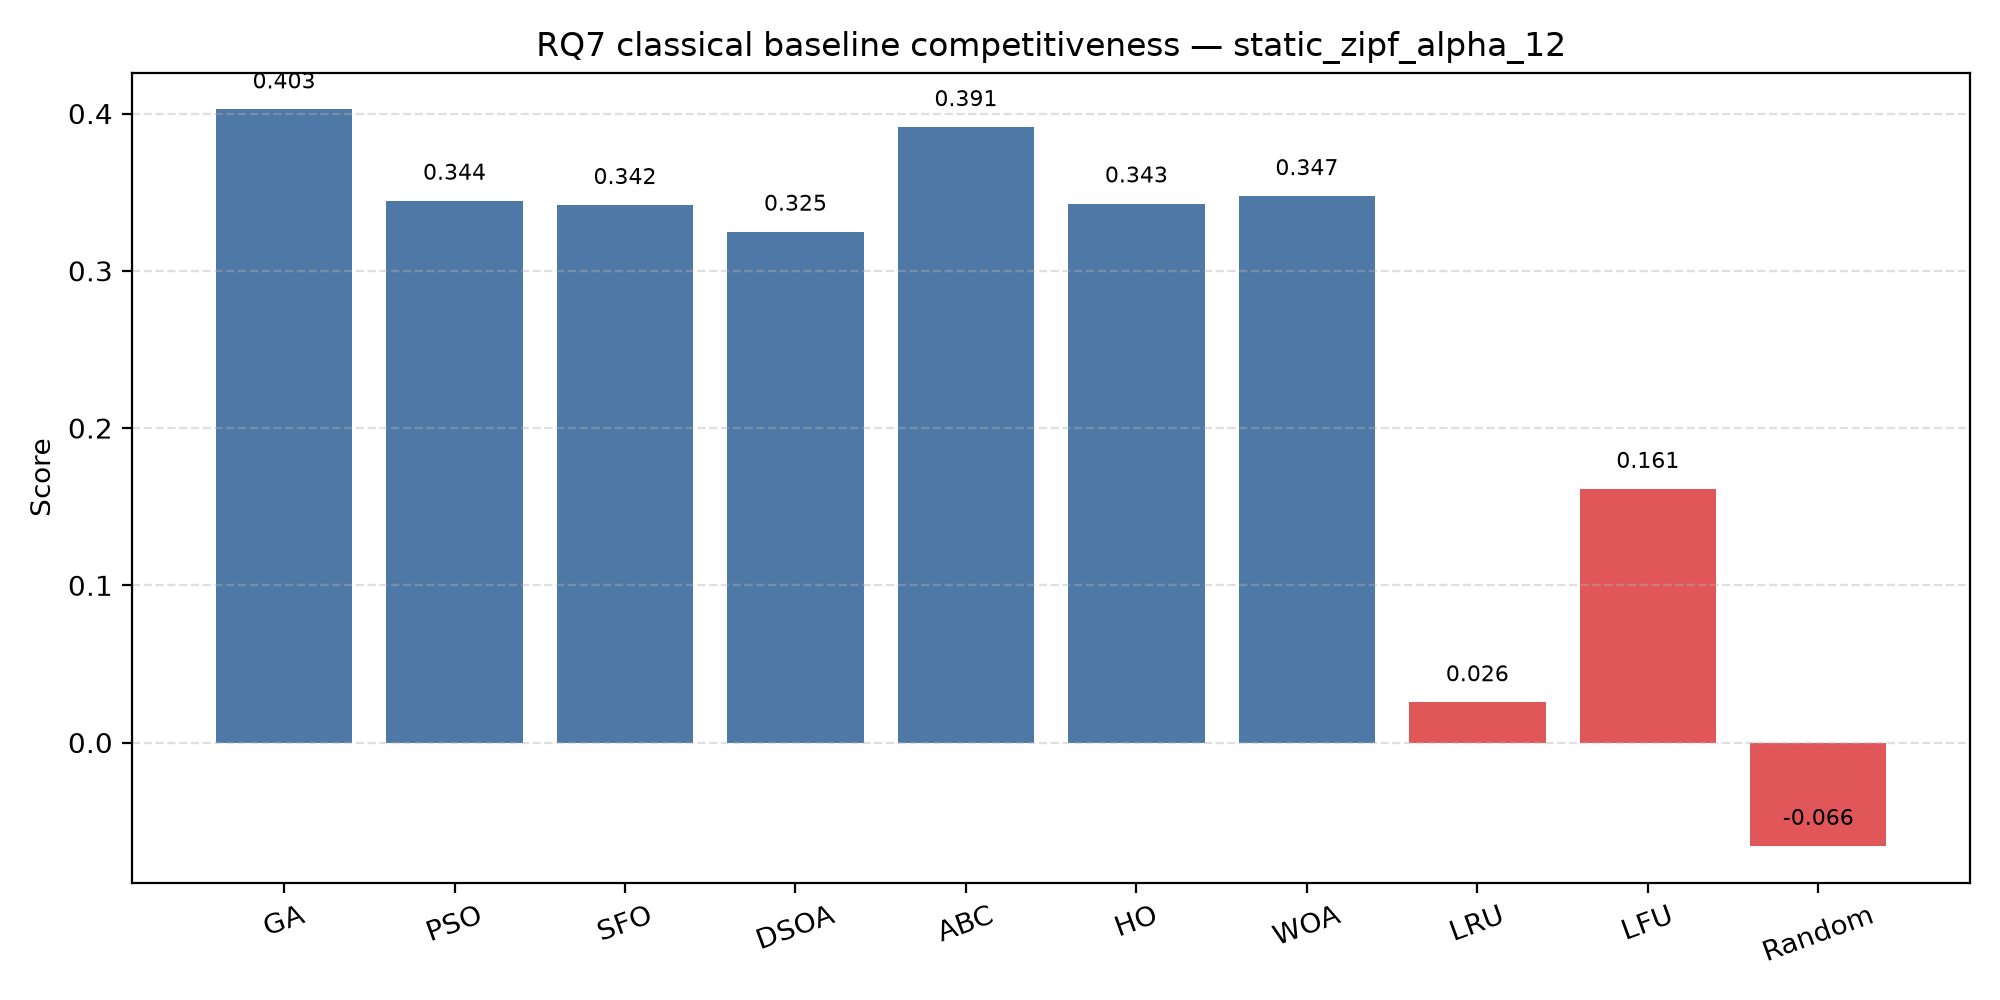 RQ7 classical baseline competitiveness — static_zipf_alpha_12
Score
0.4
0.3
0.2
0.1
0.0
0.403
0.344
0.342
0.325
0.391
0.343
0.347
0.026
0.161
-0.066
GA
PSO
SFO
DSOA
ABC
HO
WOA
LRU
LFU
Random